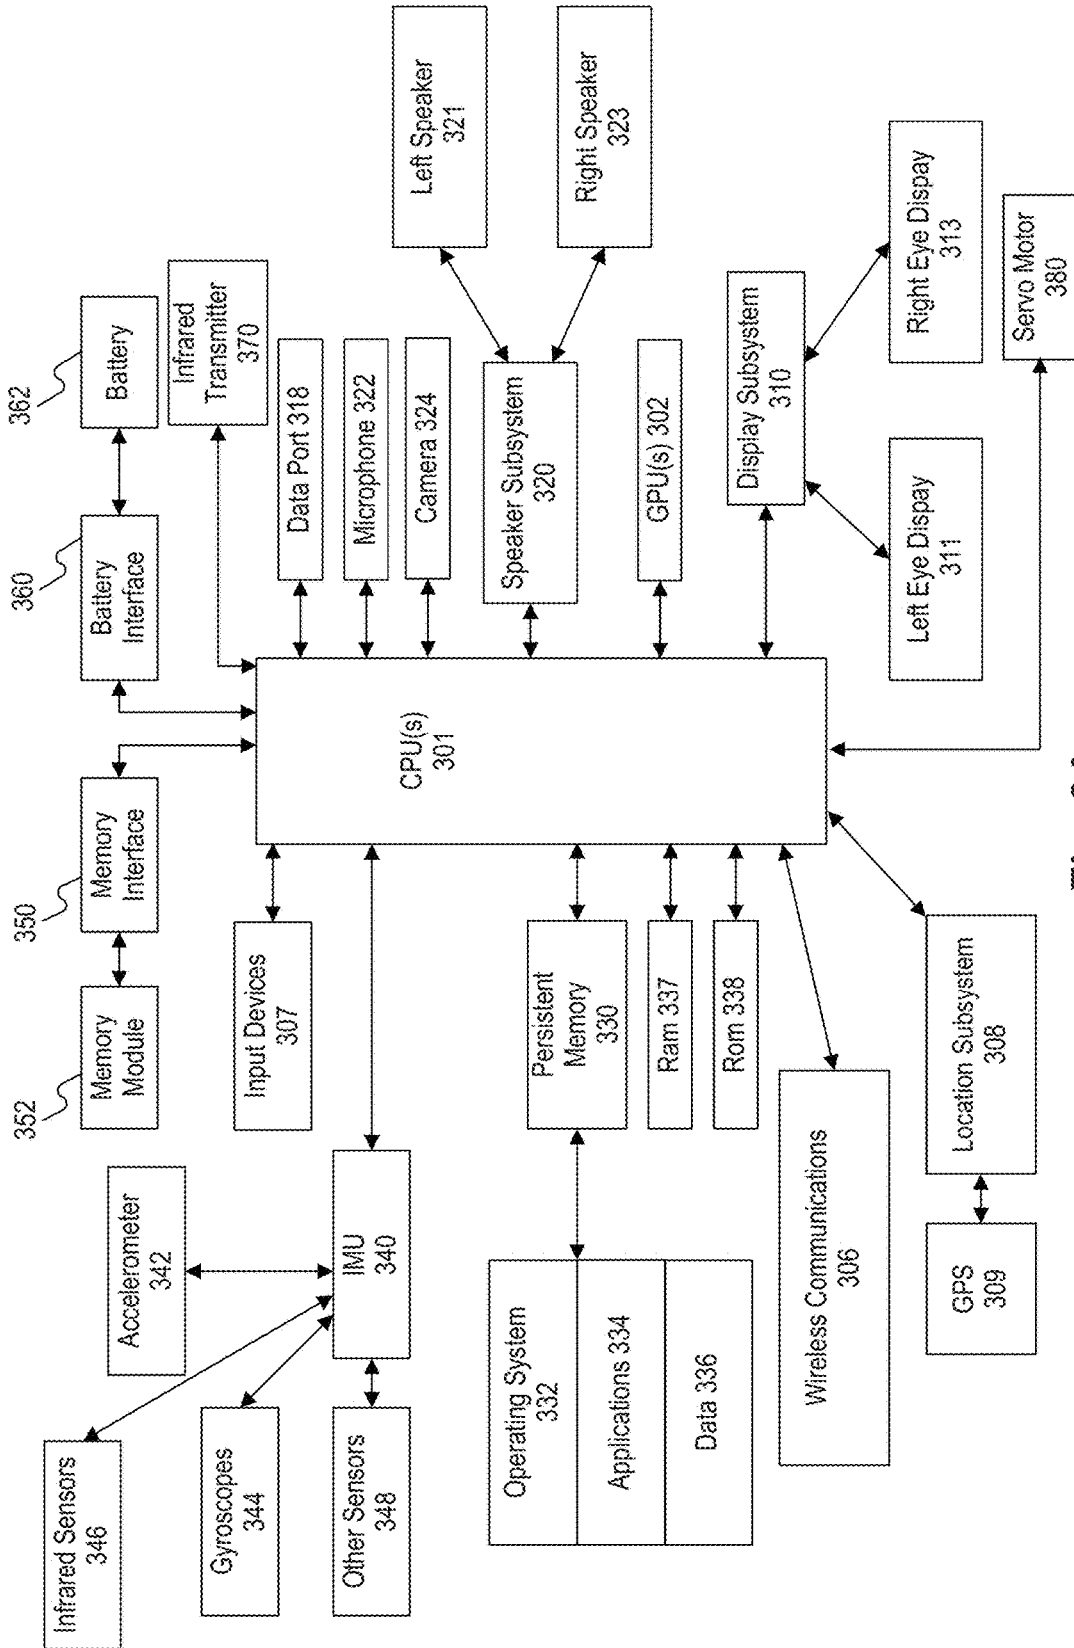 Infrared Sensors
346
Accelerometer
342
Gyroscopes
344
Other Sensors
348
IMU
340
352
Memory
Module
350
Memory
Interface
360
Battery
Interface
362
Battery
Infrared
Transmitter
370
Input Devices
307
CPU(s)
301
Data Port 318
Microphone 322
Camera 324
Left Speaker
321
Speaker Subsystem
320
Right Speaker
323
Operating System
332
Applications 334
Data 336
Persistent
Memory
330
Ram 337
Rom 338
GPU(s) 302
Display Subsystem
310
Wireless Communications
306
Left Eye Dispay
311
Right Eye Dispay
313
GPS
309
Location Subsystem
308
Servo Motor
380